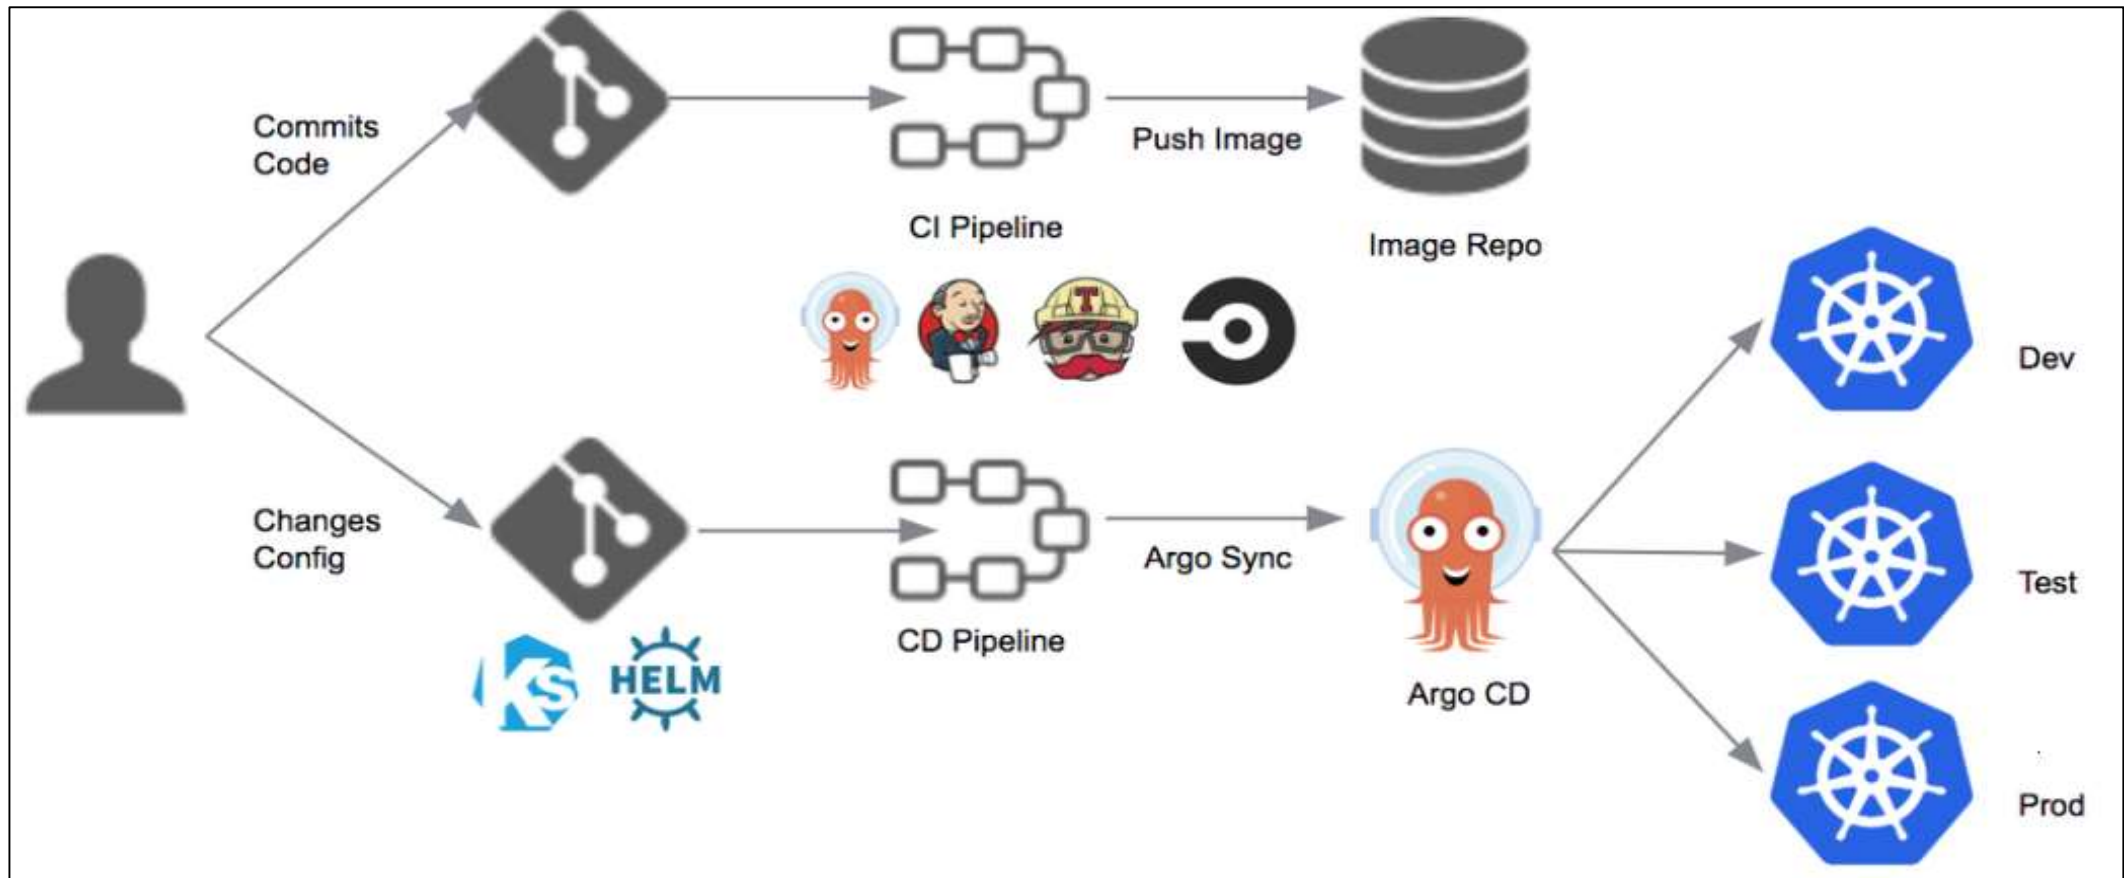 Commits
Code
Push Image
CI Pipeline
Image Repo
T
Dev
Changes
Config
Argo Sync
Test
CD Pipeline
Ks
HELM
Argo CD
Prod